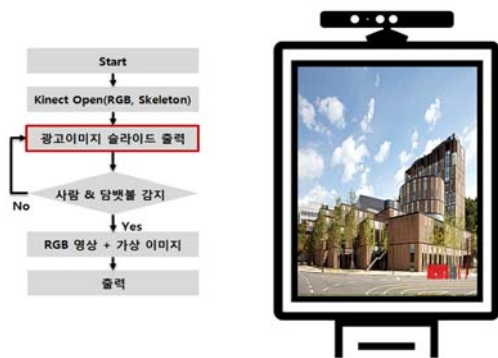 Start
Kinect Open(RGB, Skeleton)
광고이미지 슬라이드 출력
사람 & 담뱃불 감지
No
Yes
RGB 영상 + 가상 이미지
출력